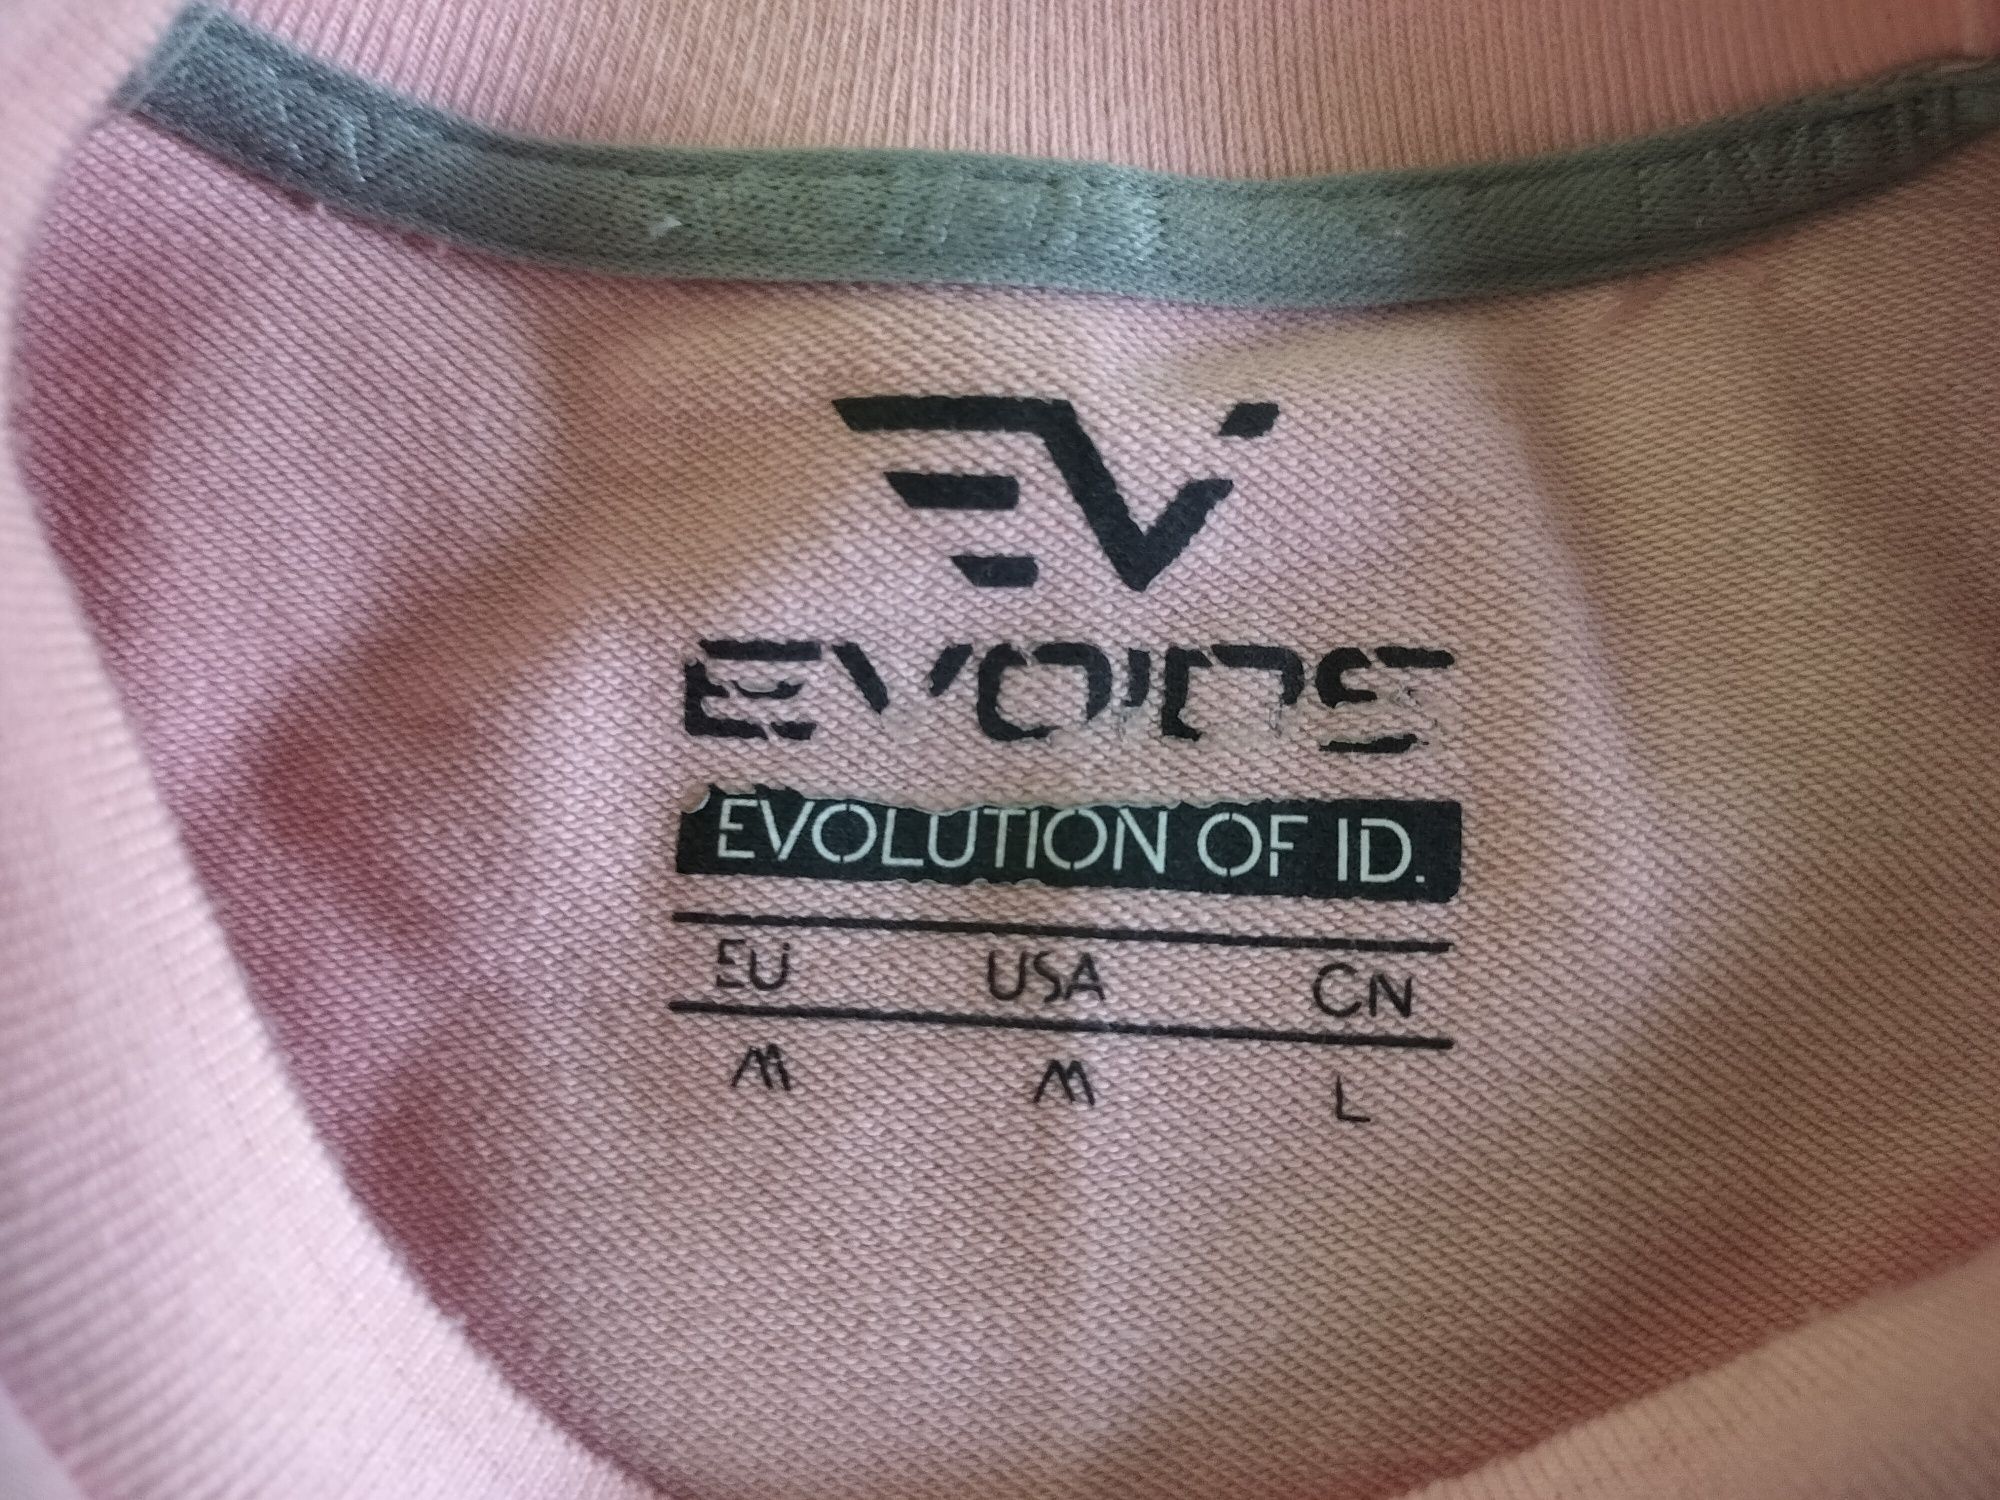 EV
EVOIDS
EVOLUTION OF ID.
EU USA CN
M M L